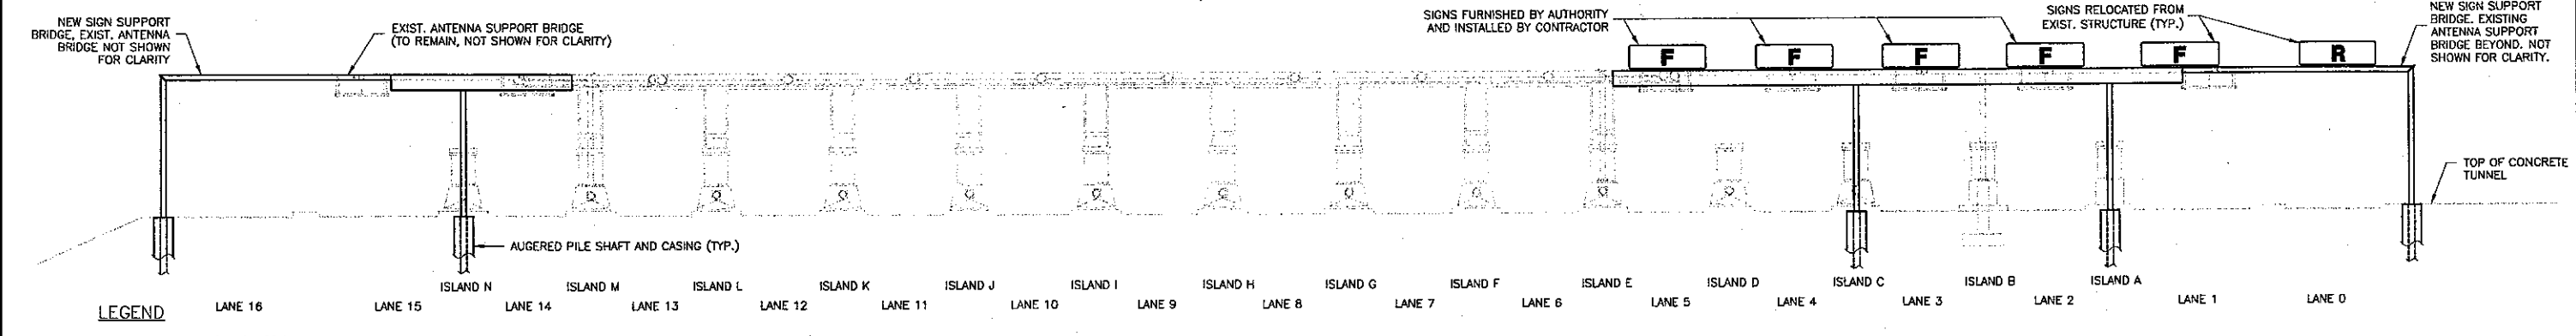 NEW SIGN SUPPORT
BRIDGE, EXIST. ANTENNA
BRIDGE NOT SHOWN
FOR CLARITY
EXIST. ANTENNA SUPPORT BRIDGE
(TO REMAIN, NOT SHOWN FOR CLARITY)
SIGNS FURNISHED BY AUTHORITY
AND INSTALLED BY CONTRACTOR
SIGNS RELOCATED FROM
EXIST. STRUCTURE (TYP.)
NEW SIGN SUPPORT
BRIDGE. EXISTING
ANTENNA SUPPORT
BRIDGE BEYOND. NOT
SHOWN FOR CLARITY.
F F F F F R
TOP OF CONCRETE
TUNNEL
AUGERED PILE SHAFT AND CASING (TYP.)
ISLAND N ISLAND M ISLAND L ISLAND K ISLAND J ISLAND I ISLAND H ISLAND G ISLAND F ISLAND E ISLAND D ISLAND C ISLAND B ISLAND A
LANE 16 LANE 15 LANE 14 LANE 13 LANE 12 LANE 11 LANE 10 LANE 9 LANE 8 LANE 7 LANE 6 LANE 5 LANE 4 LANE 3 LANE 2 LANE 1 LANE 0
LEGEND